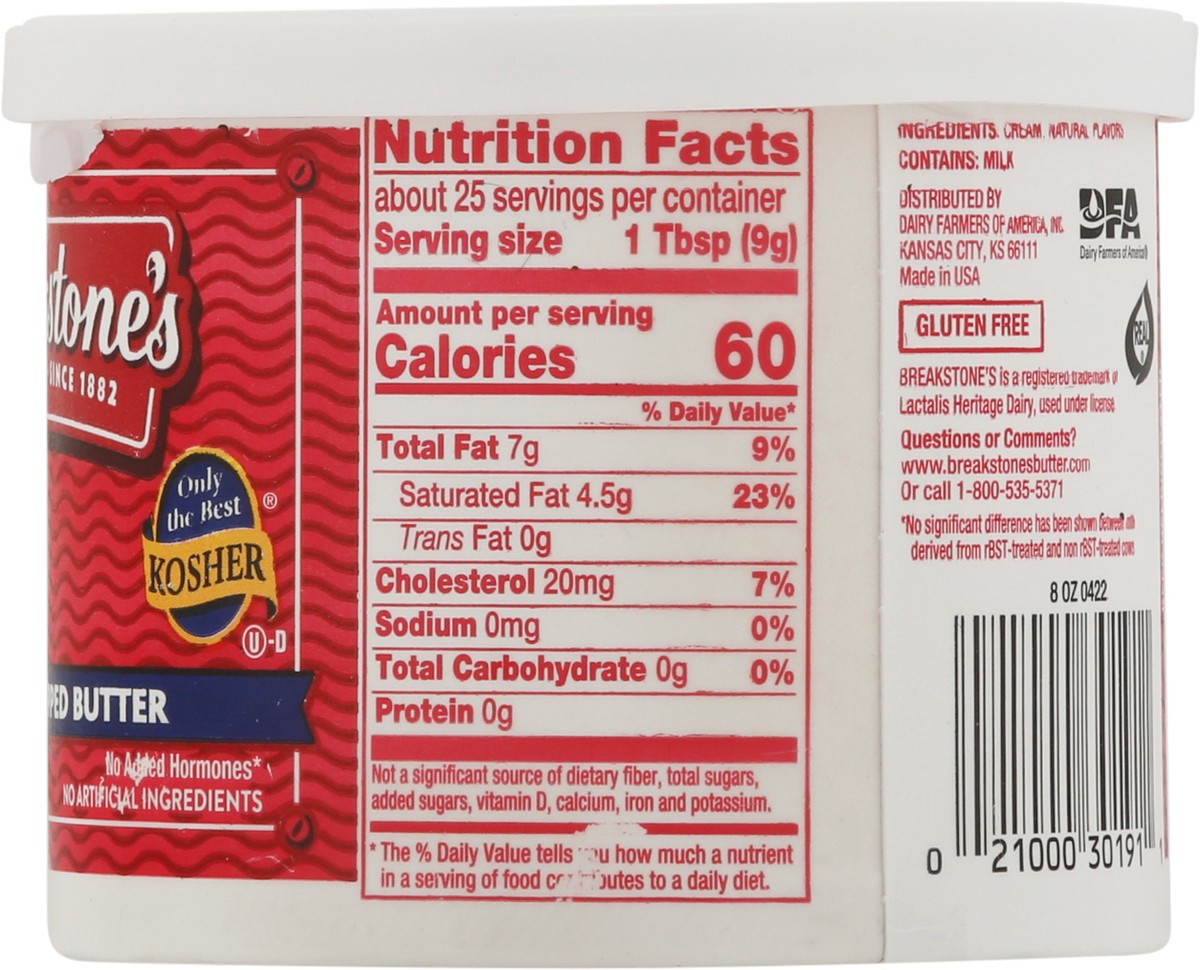 stone's
SINCE 1882
Only
the Best
KOSHER
®
U-D
PED BUTTER
No Added Hormones*
NO ARTIFICIAL INGREDIENTS
Nutrition Facts
about 25 servings per container
Serving size 1 Tbsp (9g)
Amount per serving
Calories 60
% Daily Value*
Total Fat 7g 9%
Saturated Fat 4.5g 23%
Trans Fat 0g
Cholesterol 20mg 7%
Sodium 0mg 0%
Total Carbohydrate 0g 0%
Protein 0g
Not a significant source of dietary fiber, total sugars,
added sugars, vitamin D, calcium, iron and potassium.
* The % Daily Value tells you how much a nutrient
in a serving of food contributes to a daily diet.
INGREDIENTS: CREAM, NATURAL FLAVORS
CONTAINS: MILK
DISTRIBUTED BY
DAIRY FARMERS OF AMERICA, INC.
KANSAS CITY, KS 66111
Made in USA
DFA
Dairy Farmers of America®
GLUTEN FREE
REAL
BREAKSTONE'S is a registered trademark of
Lactalis Heritage Dairy, used under license
Questions or Comments?
www.breakstonesbutter.com
Or call 1-800-535-5371
*No significant difference has been shown between milk
derived from rBST-treated and non rBST-treated cows
8 OZ 0422
0 21000 30191 1